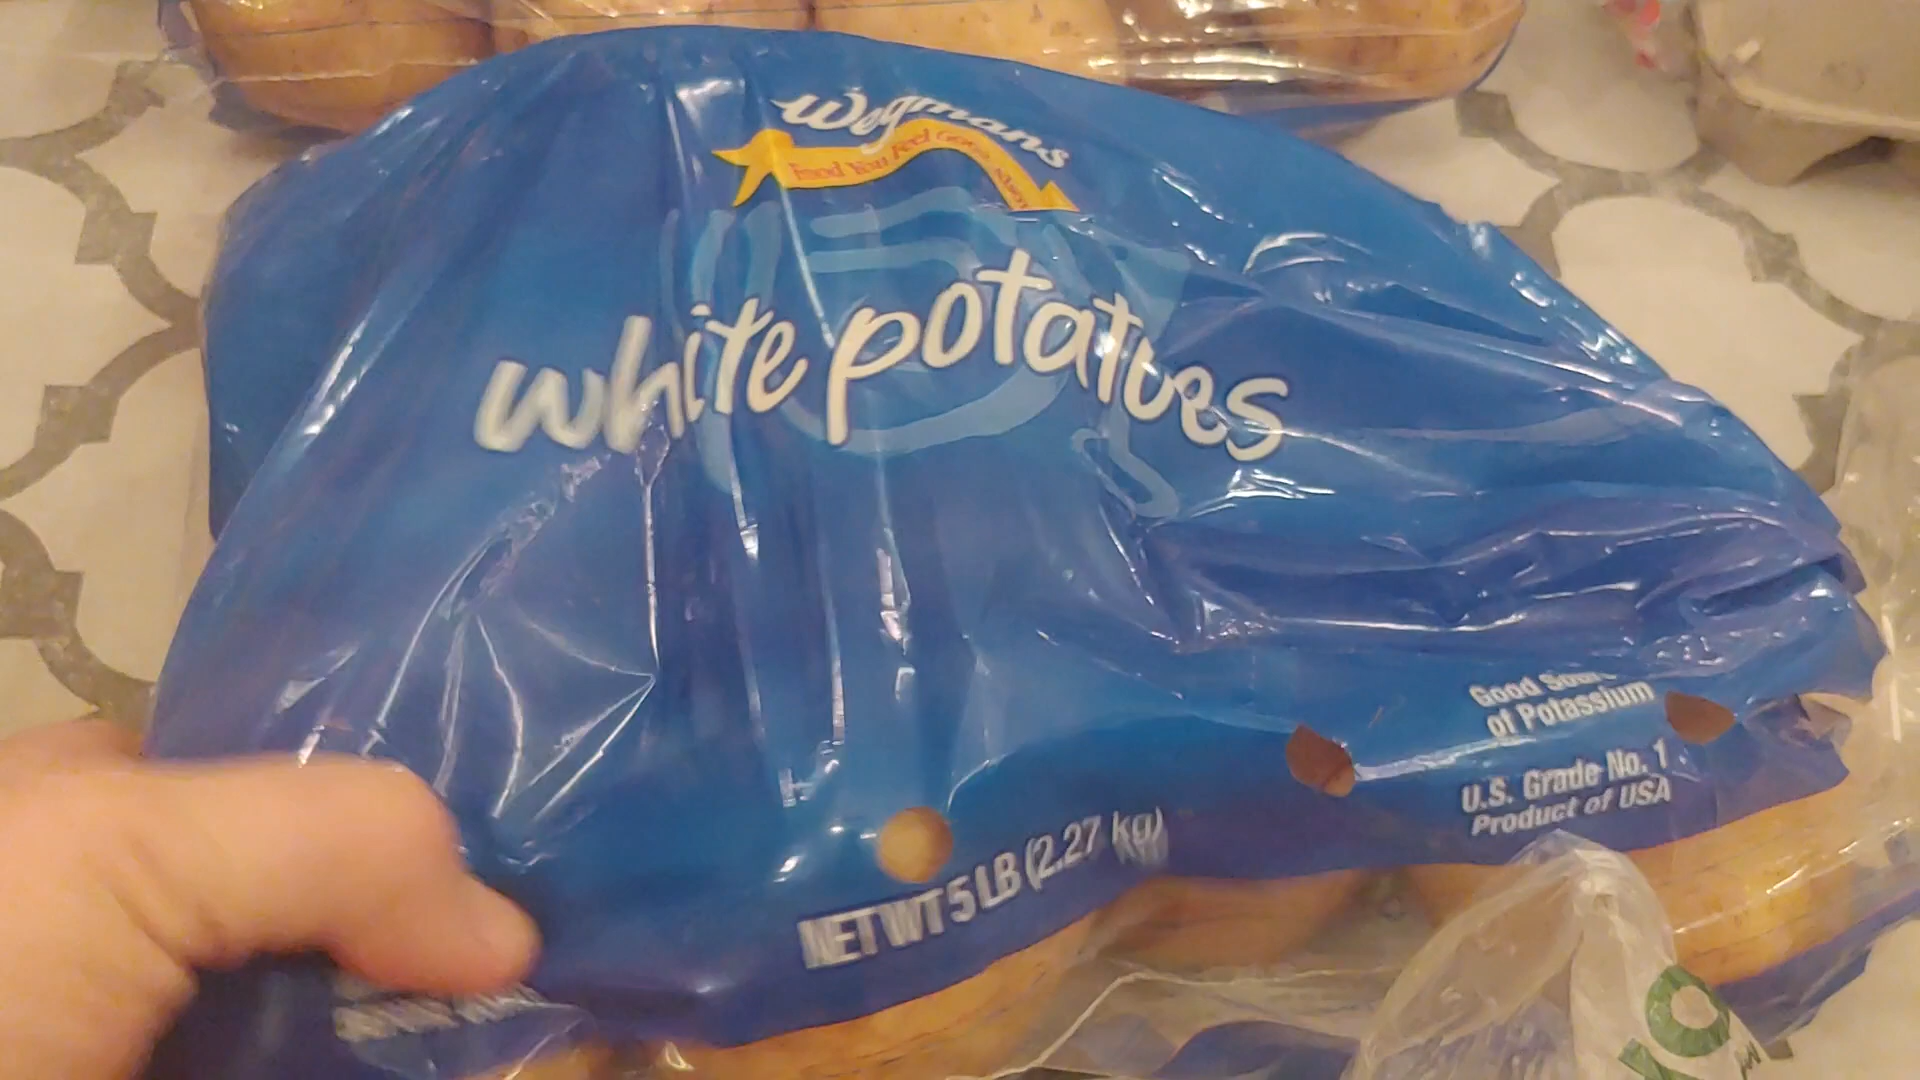 Wegmans
Food You Feel Good About
white potatoes
Good
of Potassium
U.S. Grade No. 1
Product of USA
NET WT 5 LB (2.27 kg)